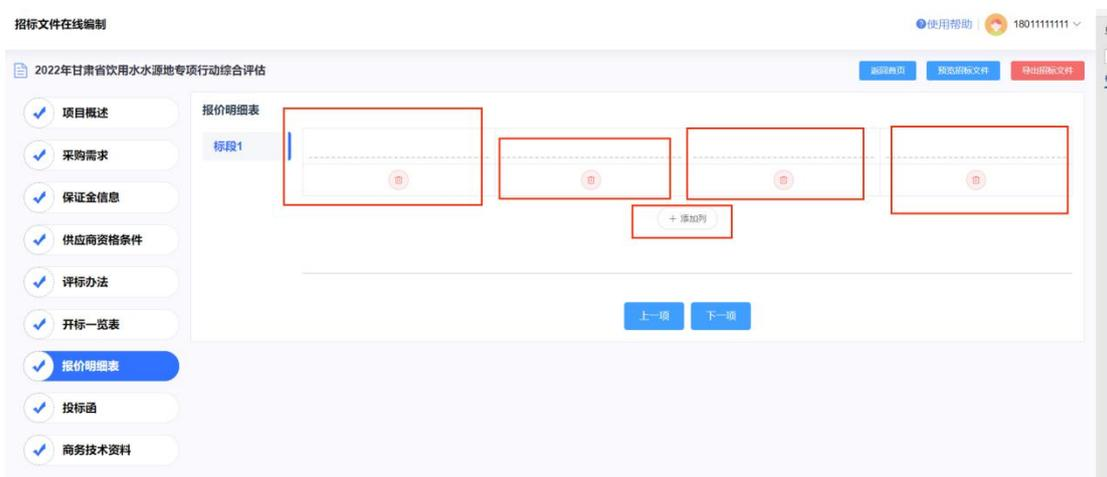 招标文件在线编制
使用帮助 18011111111
2022年甘肃省饮用水水源地专项行动综合评估
返回首页 预览招标文件 导出招标文件
项目概述
采购需求
保证金信息
供应商资格条件
评标办法
开标一览表
报价明细表
投标函
商务技术资料
报价明细表
标段1
+ 添加列
上一项 下一项